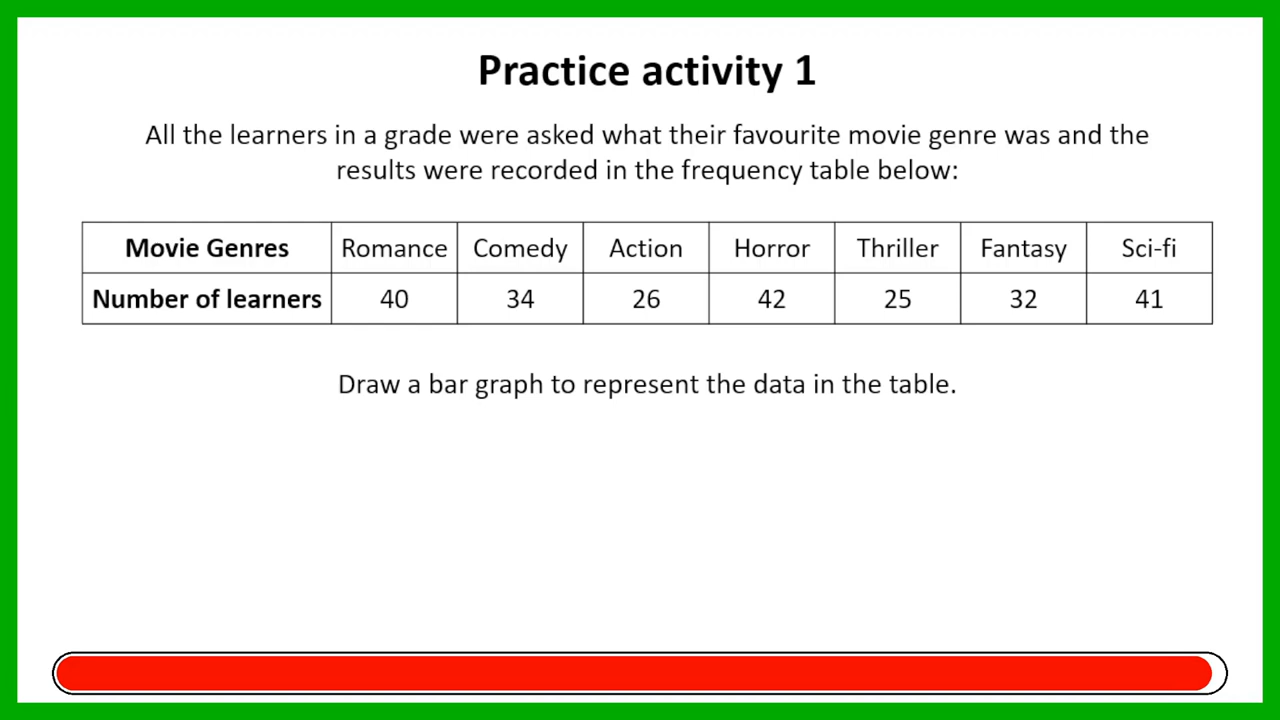 Practice activity 1
All the learners in a grade were asked what their favourite movie genre was and the
results were recorded in the frequency table below:
Movie Genres Romance Comedy Action Horror Thriller Fantasy Sci-fi
Number of learners 40 34 26 42 25 32 41
Draw a bar graph to represent the data in the table.